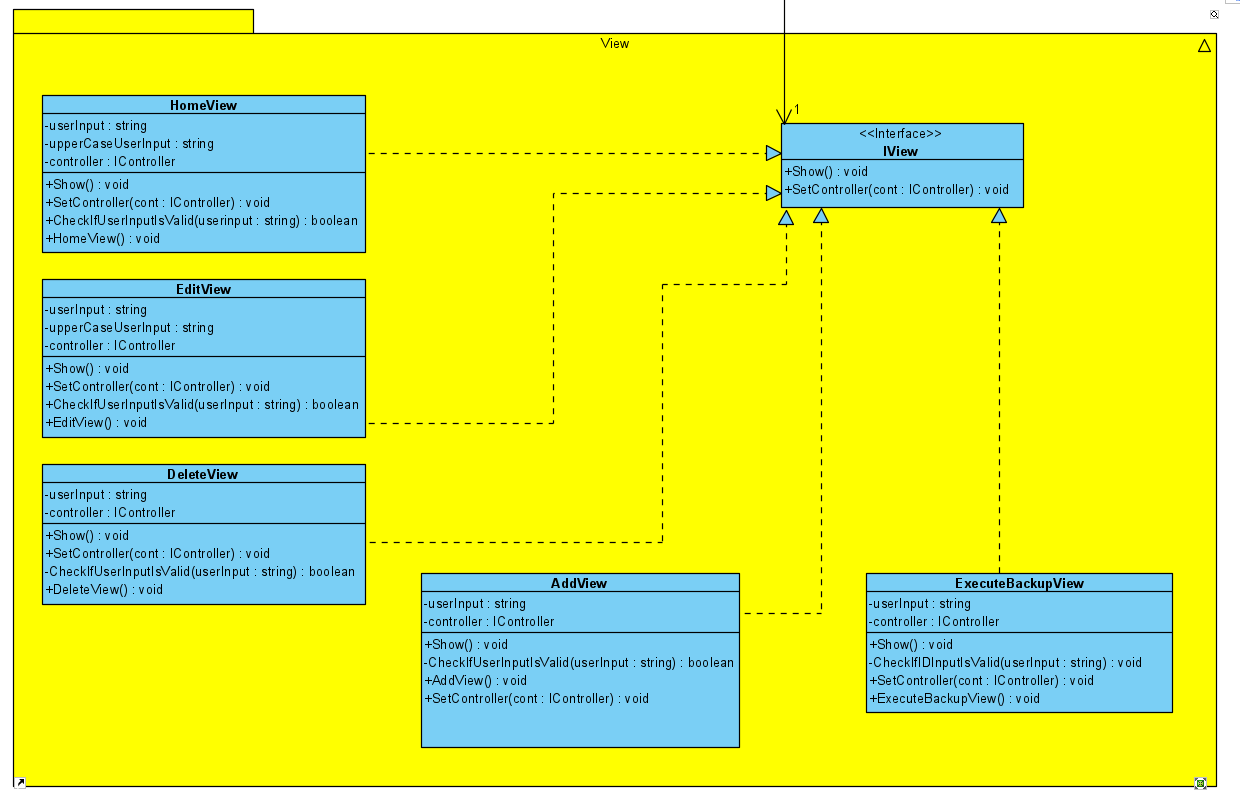 View
HomeView
-userInput : string
-upperCaseUserInput : string
-controller : IController
+Show() : void
+SetController(cont : IController) : void
+CheckIfUserInputIsValid(userinput : string) : boolean
+HomeView() : void
1
<<Interface>>
IView
+Show() : void
+SetController(cont : IController) : void
EditView
-userInput : string
-upperCaseUserInput : string
-controller : IController
+Show() : void
+SetController(cont : IController) : void
+CheckIfUserInputIsValid(userInput : string) : boolean
+EditView() : void
DeleteView
-userInput : string
-controller : IController
+Show() : void
+SetController(cont : IController) : void
-CheckIfUserInputIsValid(userInput : string) : boolean
+DeleteView() : void
AddView
-userInput : string
-controller : IController
+Show() : void
-CheckIfUserInputIsValid(userInput : string) : boolean
+AddView() : void
+SetController(cont : IController) : void
ExecuteBackupView
-userInput : string
-controller : IController
+Show() : void
-CheckIfIDInputIsValid(userInput : string) : void
+SetController(cont : IController) : void
+ExecuteBackupView() : void